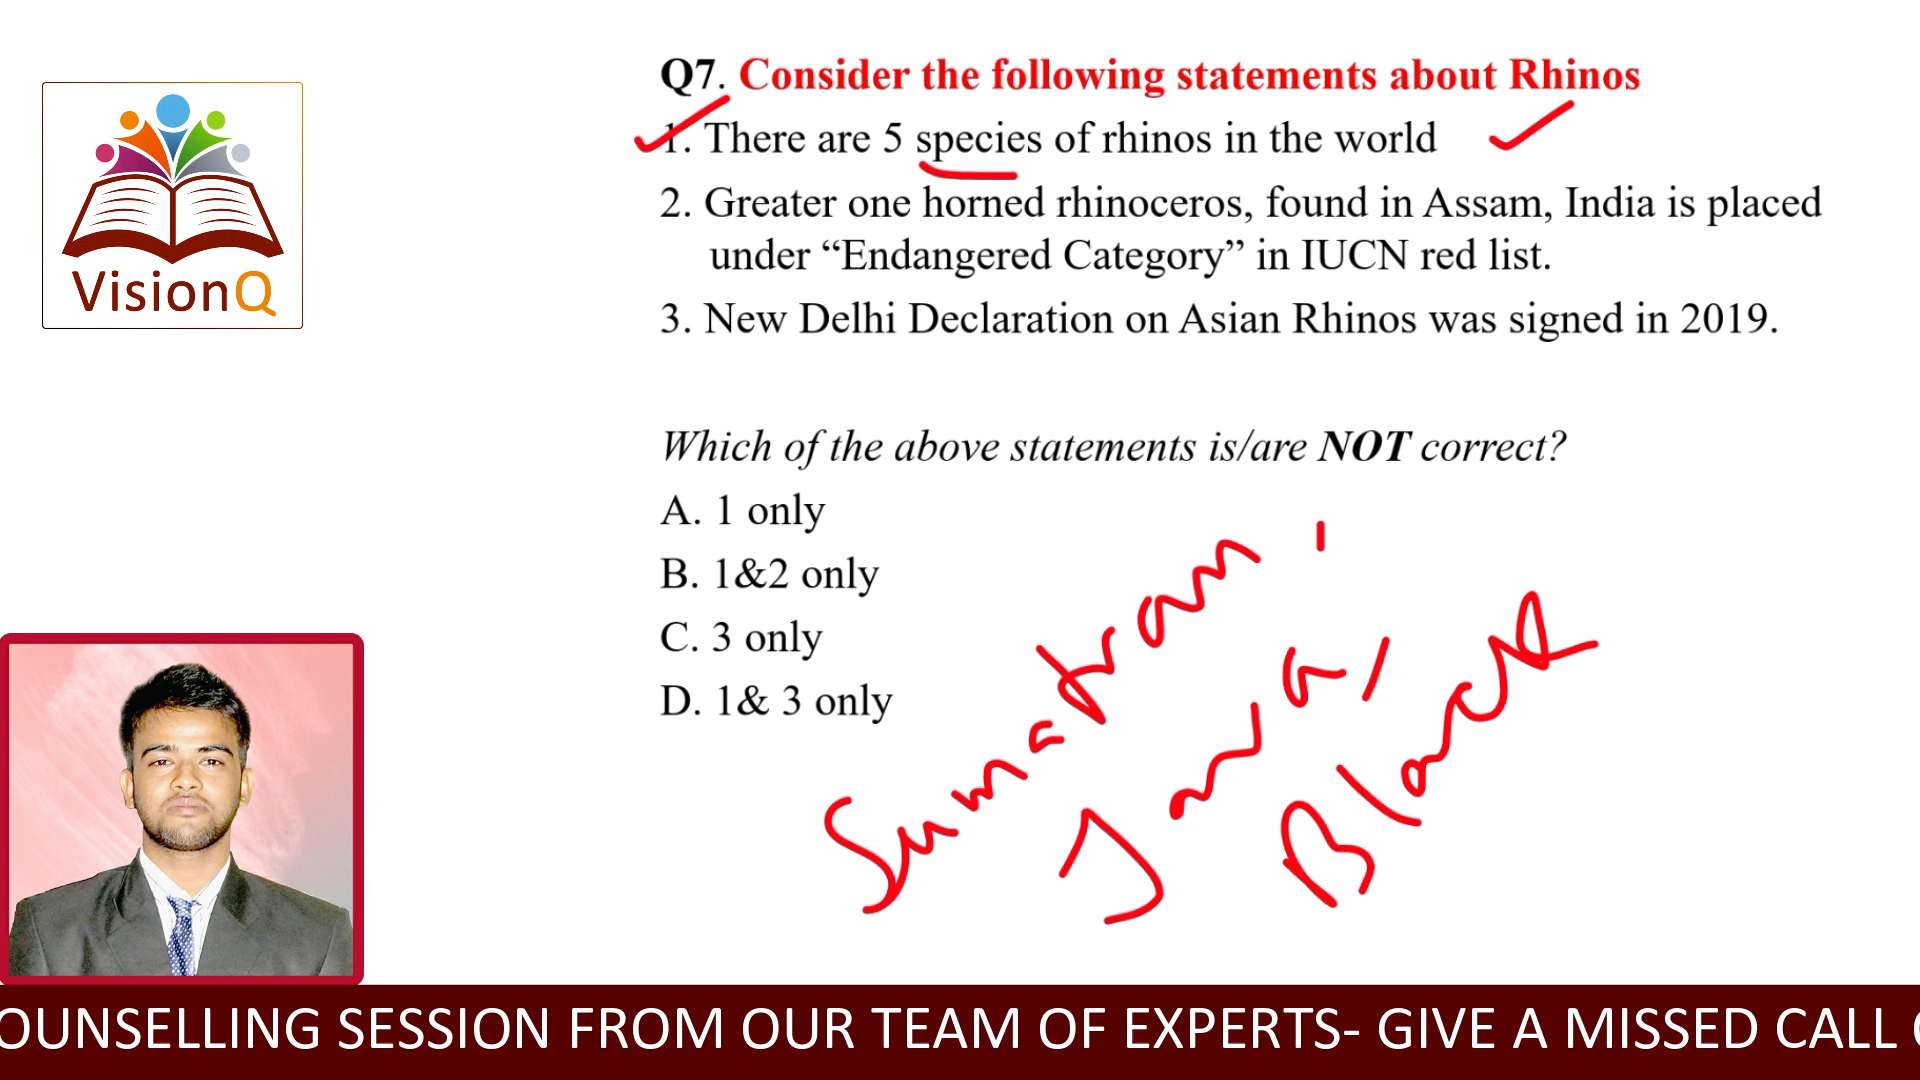 VisionQ
Q7. Consider the following statements about Rhinos
1. There are 5 species of rhinos in the world
2. Greater one horned rhinoceros, found in Assam, India is placed
under “Endangered Category” in IUCN red list.
3. New Delhi Declaration on Asian Rhinos was signed in 2019.
Which of the above statements is/are NOT correct?
A. 1 only
B. 1&2 only
C. 3 only
D. 1& 3 only
Sumatran,
Java,
Black
OUNSELLING SESSION FROM OUR TEAM OF EXPERTS- GIVE A MISSED CALL